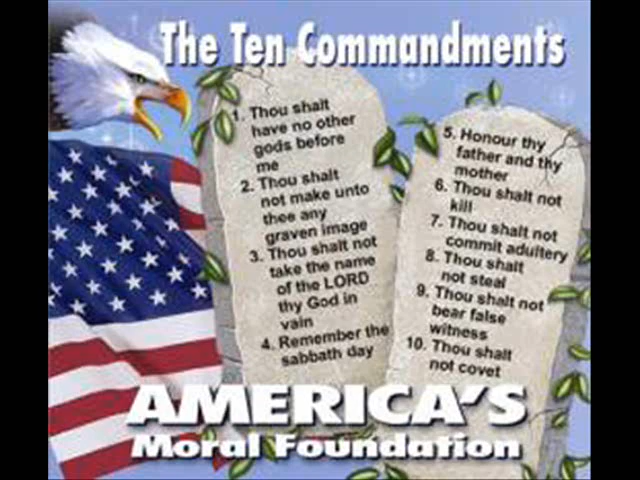 The Ten Commandments
1. Thou shalt
have no other
gods before
me
2. Thou shalt
not make unto
thee any
graven image
3. Thou shalt not
take the name
of the LORD
thy God in
vain
4. Remember the
sabbath day
5. Honour thy
father and thy
mother
6. Thou shalt not
kill
7. Thou shalt not
commit adultery
8. Thou shalt
not steal
9. Thou shalt not
bear false
witness
10. Thou shalt
not covet
AMERICA'S
Moral Foundation